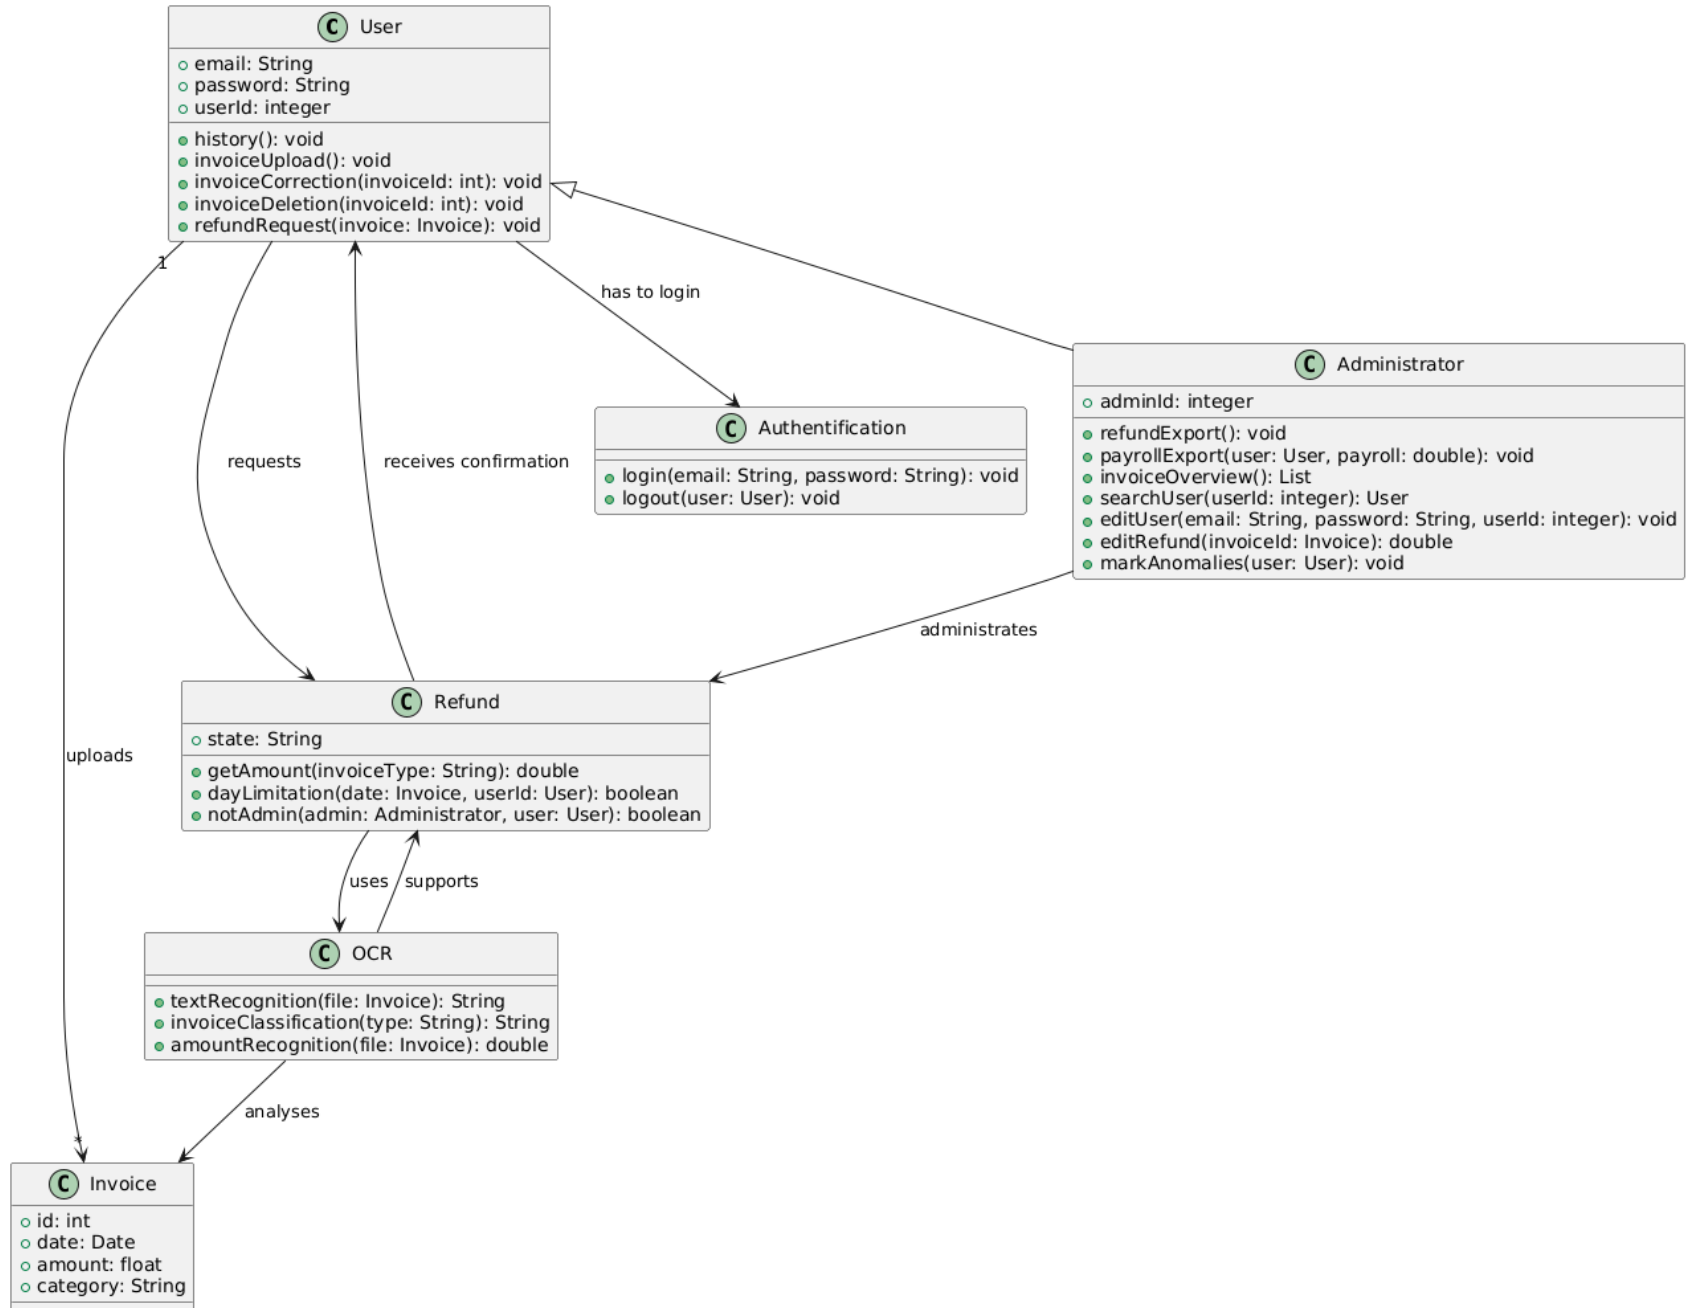 C User
email: String
password: String
userId: integer
history(): void
invoiceUpload(): void
invoiceCorrection(invoiceId: int): void
invoiceDeletion(invoiceId: int): void
refundRequest(invoice: Invoice): void
1
has to login
C Administrator
adminId: integer
refundExport(): void
payrollExport(user: User, payroll: double): void
invoiceOverview(): List
searchUser(userId: integer): User
editUser(email: String, password: String, userId: integer): void
editRefund(invoiceId: Invoice): double
markAnomalies(user: User): void
C Authentification
login(email: String, password: String): void
logout(user: User): void
requests
receives confirmation
administrates
C Refund
state: String
getAmount(invoiceType: String): double
dayLimitation(date: Invoice, userId: User): boolean
notAdmin(admin: Administrator, user: User): boolean
uploads
uses
supports
C OCR
textRecognition(file: Invoice): String
invoiceClassification(type: String): String
amountRecognition(file: Invoice): double
analyses
*
C Invoice
id: int
date: Date
amount: float
category: String